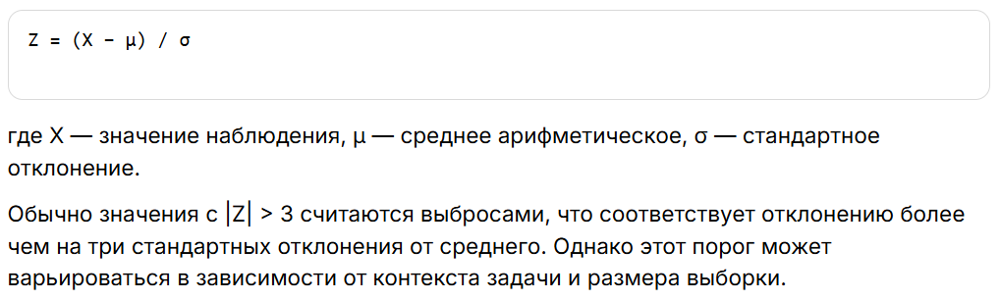 Z = (X − μ) / σ
где X — значение наблюдения, μ — среднее арифметическое, σ — стандартное
отклонение.
Обычно значения с |Z| > 3 считаются выбросами, что соответствует отклонению более
чем на три стандартных отклонения от среднего. Однако этот порог может
варьироваться в зависимости от контекста задачи и размера выборки.